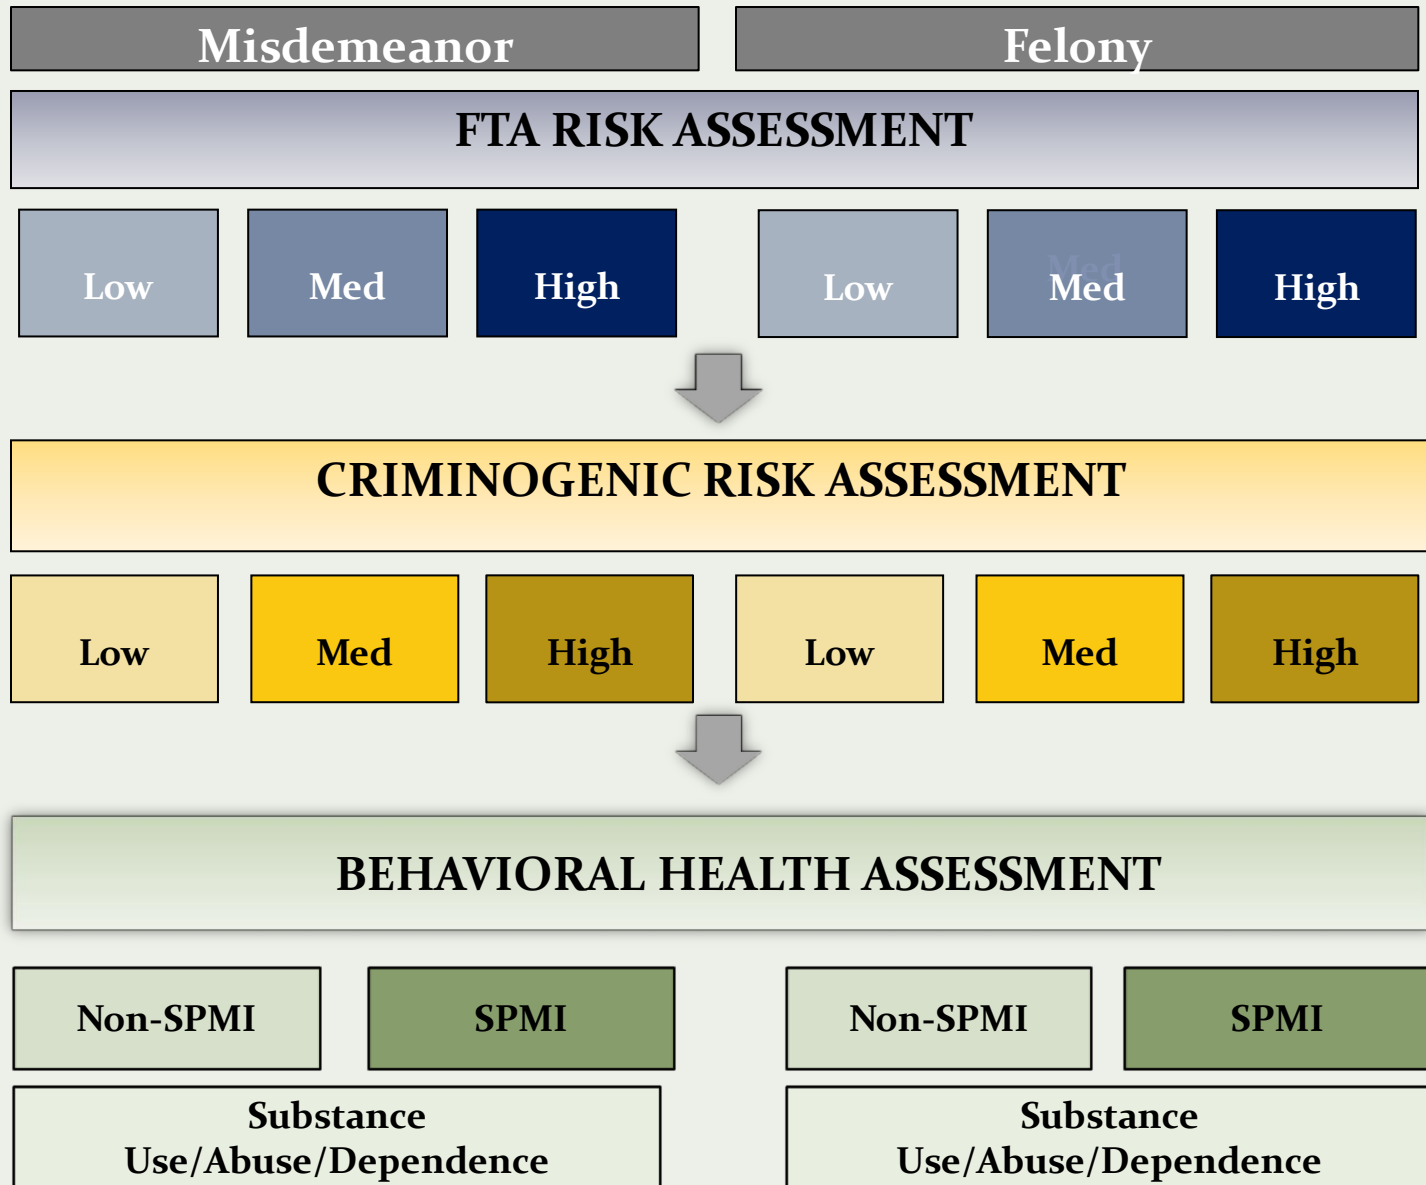 Misdemeanor Felony
FTA RISK ASSESSMENT
Low Med High Low Med Med High
CRIMINOGENIC RISK ASSESSMENT
Low Med High Low Med High
BEHAVIORAL HEALTH ASSESSMENT
Non-SPMI SPMI Non-SPMI SPMI
Substance
Use/Abuse/Dependence
Substance
Use/Abuse/Dependence